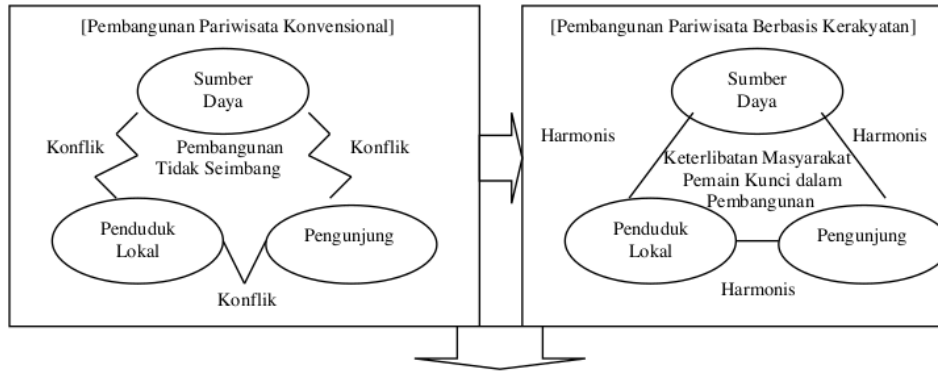 [Pembangunan Pariwisata Konvensional]
Sumber
Daya
Konflik
Pembangunan
Tidak Seimbang
Konflik
Penduduk
Lokal
Pengunjung
Konflik
[Pembangunan Pariwisata Berbasis Kerakyatan]
Sumber
Daya
Harmonis
Harmonis
Keterlibatan Masyarakat
Pemain Kunci dalam
Pembangunan
Penduduk
Lokal
Pengunjung
Harmonis